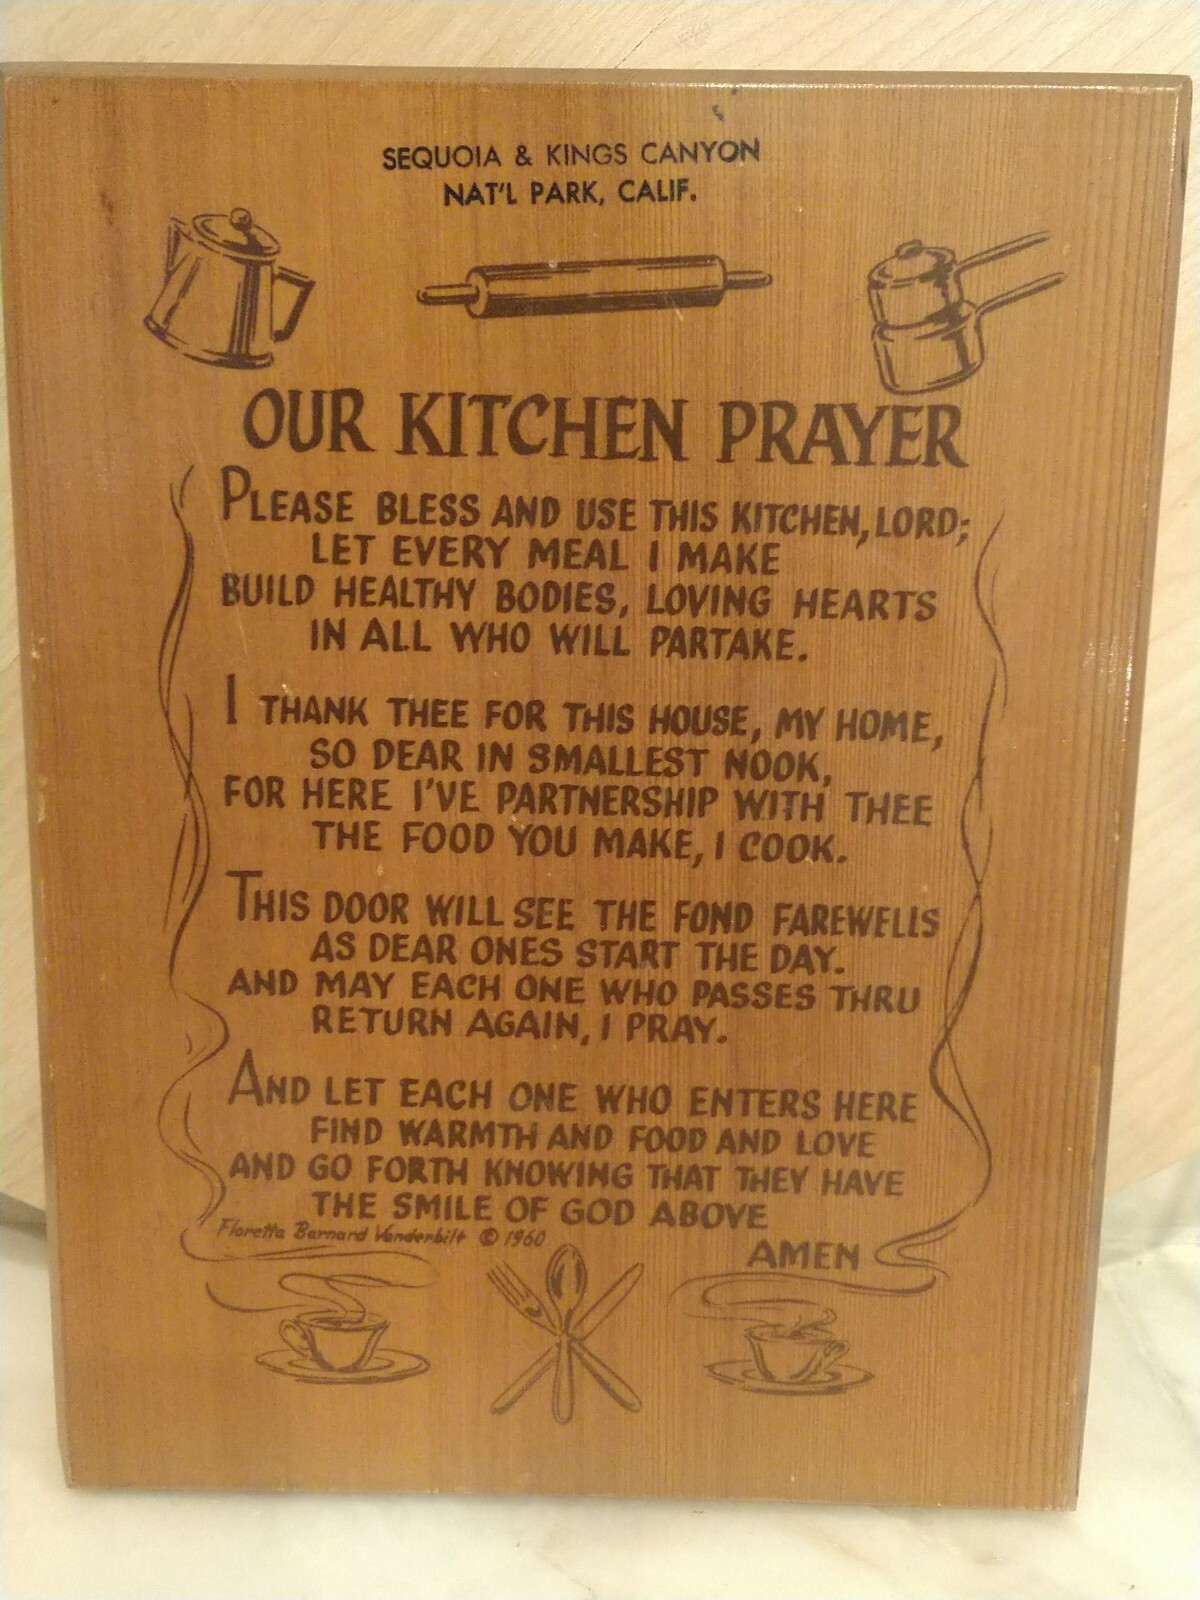 SEQUOIA & KINGS CANYON
NAT'L PARK, CALIF.
OUR KITCHEN PRAYER
PLEASE BLESS AND USE THIS KITCHEN, LORD;
LET EVERY MEAL I MAKE
BUILD HEALTHY BODIES, LOVING HEARTS
IN ALL WHO WILL PARTAKE.
I THANK THEE FOR THIS HOUSE, MY HOME,
SO DEAR IN SMALLEST NOOK,
FOR HERE I'VE PARTNERSHIP WITH THEE
THE FOOD YOU MAKE, I COOK.
THIS DOOR WILL SEE THE FOND FAREWELLS
AS DEAR ONES START THE DAY.
AND MAY EACH ONE WHO PASSES THRU
RETURN AGAIN, I PRAY.
AND LET EACH ONE WHO ENTERS HERE
FIND WARMTH AND FOOD AND LOVE
AND GO FORTH KNOWING THAT THEY HAVE
THE SMILE OF GOD ABOVE
Floretta Barnard Vanderbilt © 1960
AMEN